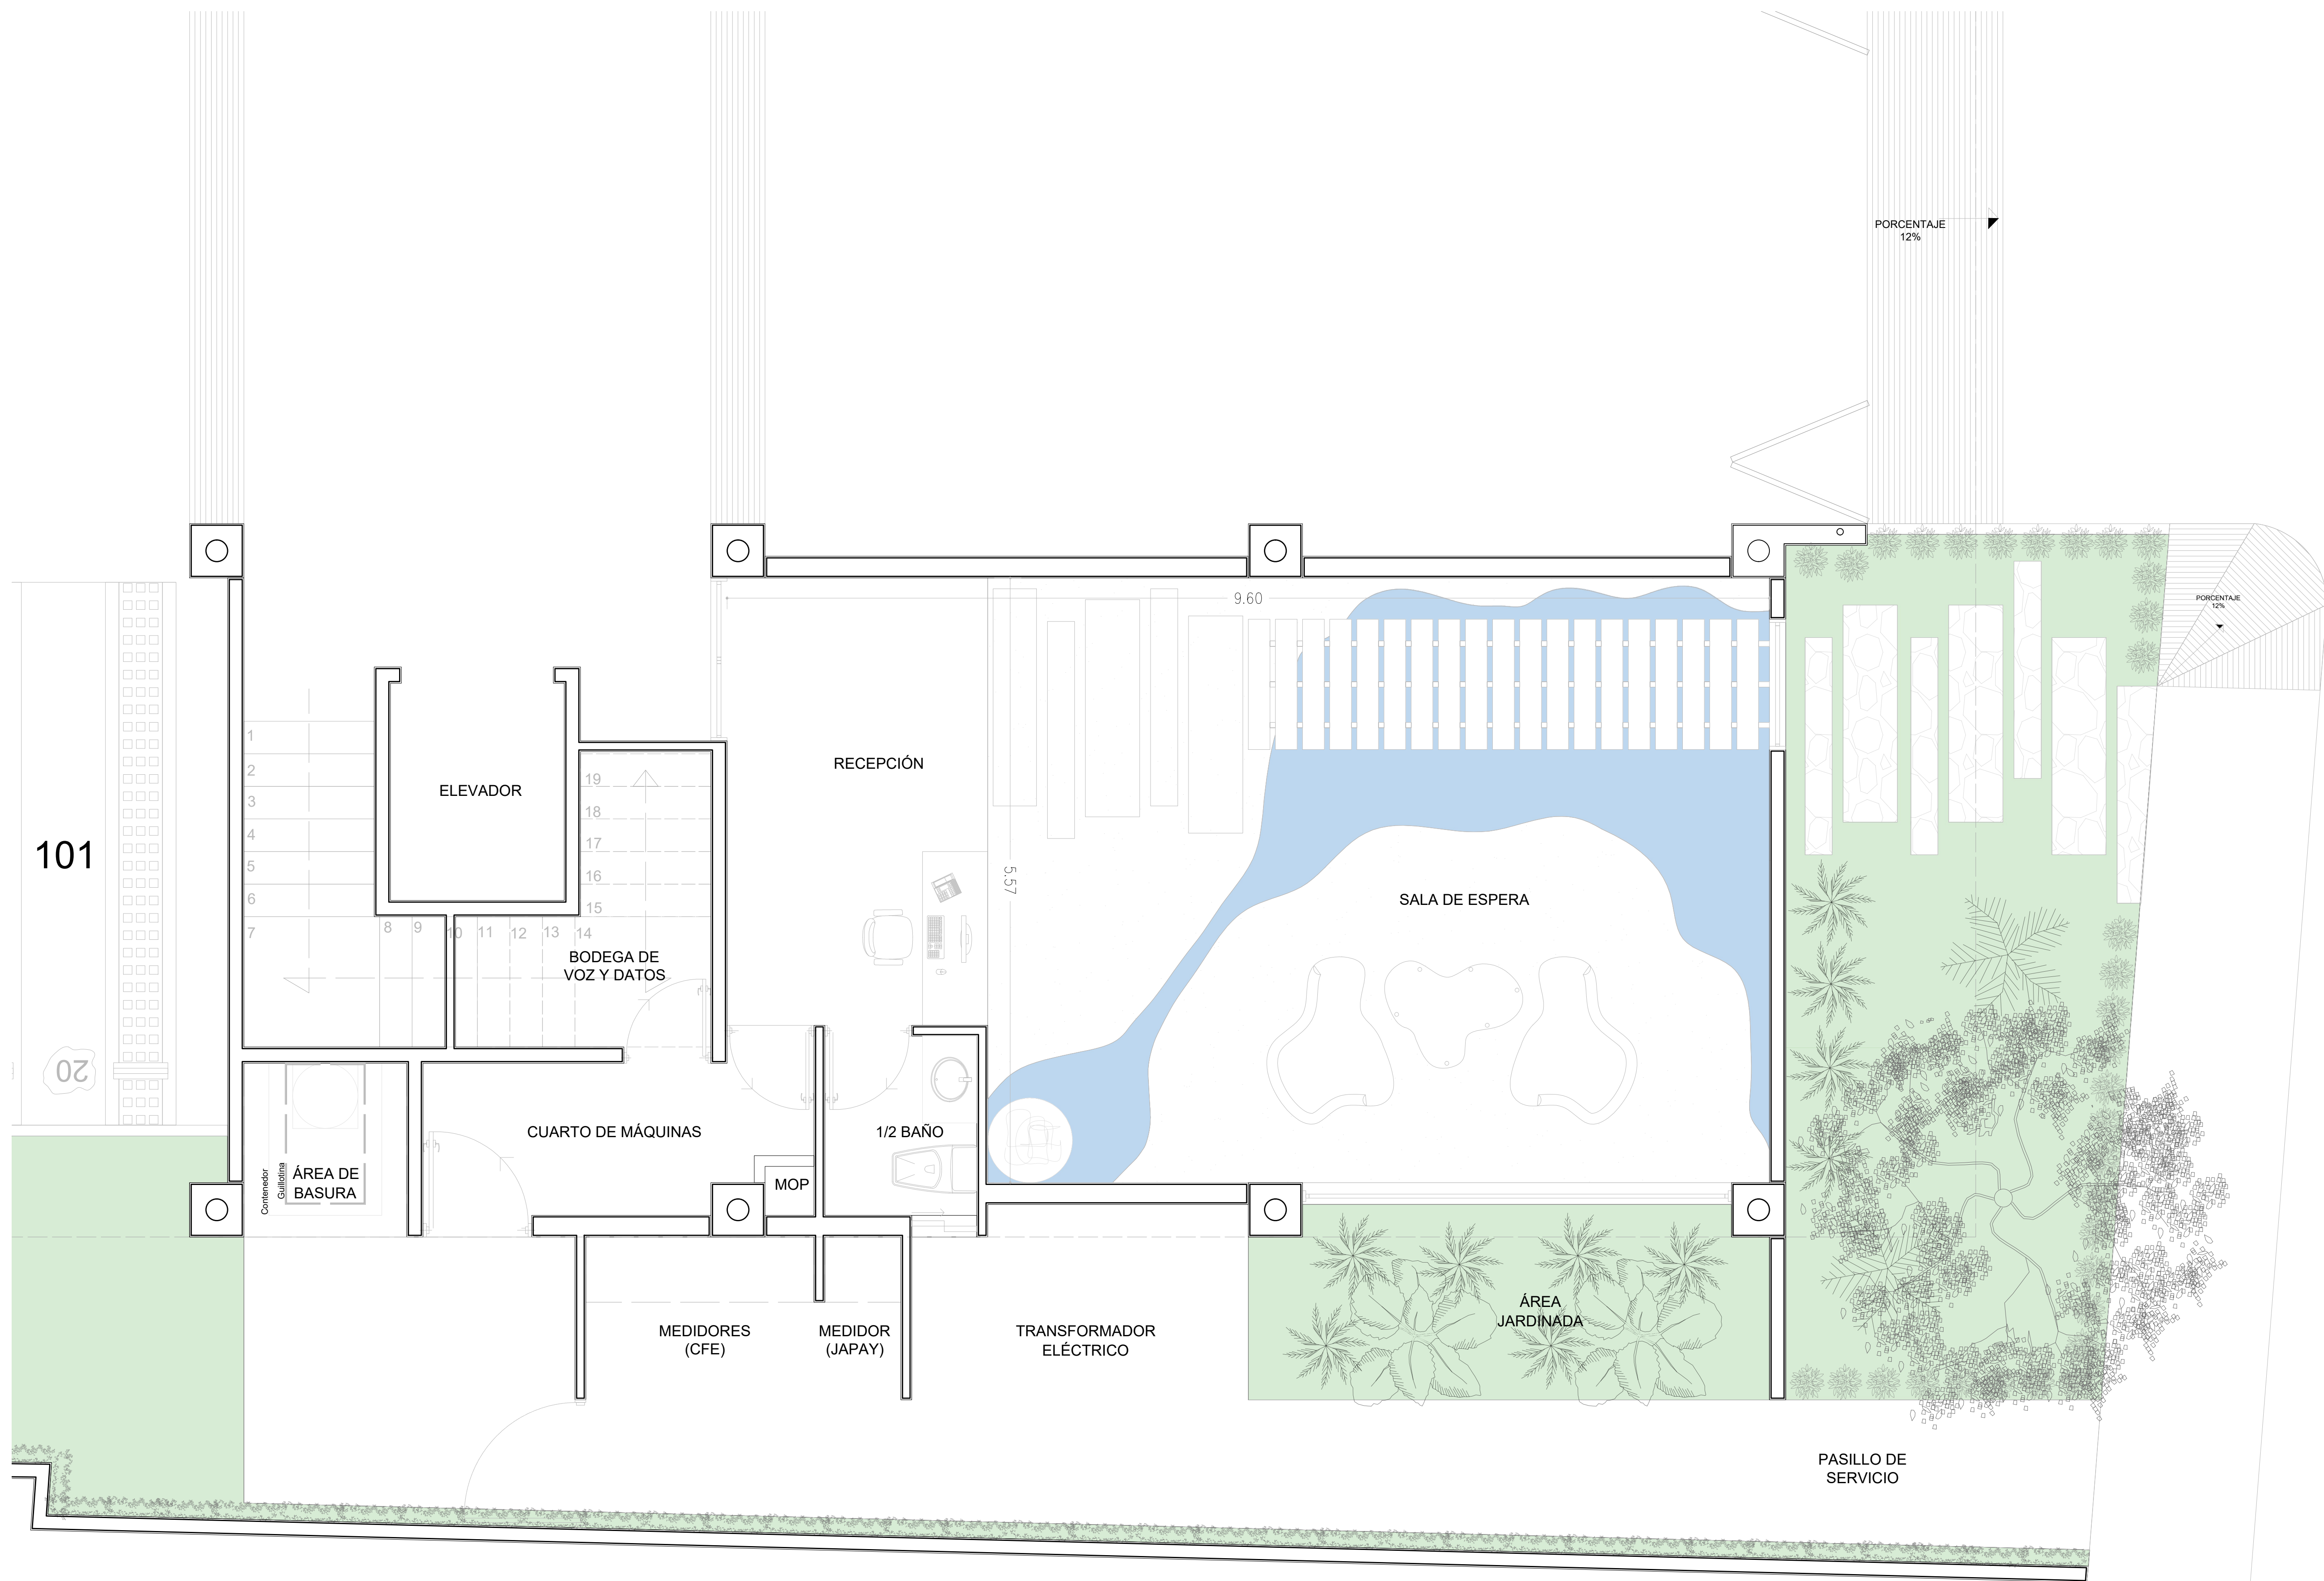 PORCENTAJE
12%
PORCENTAJE
12%
9.60
RECEPCIÓN
5.57
ELEVADOR
101
1
2
3
4
5
6
7
8
9
10
11
12
13
14
15
16
17
18
19
BODEGA DE
VOZ Y DATOS
SALA DE ESPERA
20
CUARTO DE MÁQUINAS
1/2 BAÑO
MOP
Contenedor
Guillotina
ÁREA DE
BASURA
MEDIDORES
(CFE)
MEDIDOR
(JAPAY)
TRANSFORMADOR
ELÉCTRICO
ÁREA
JARDINADA
PASILLO DE
SERVICIO